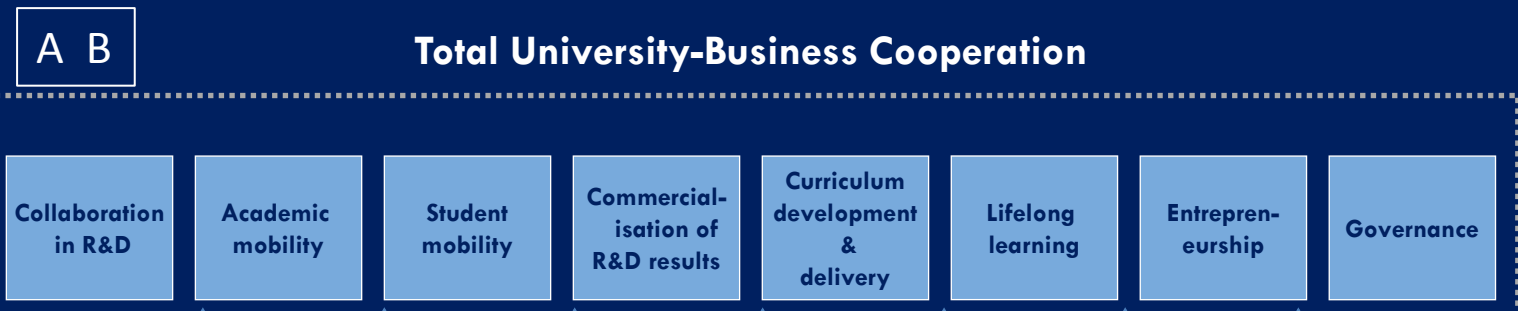 A B
Total University-Business Cooperation
Collaboration
in R&D
Academic
mobility
Student
mobility
Commercial-
isation of
R&D results
Curriculum
development
&
delivery
Lifelong
learning
Entrepren-
eurship
Governance